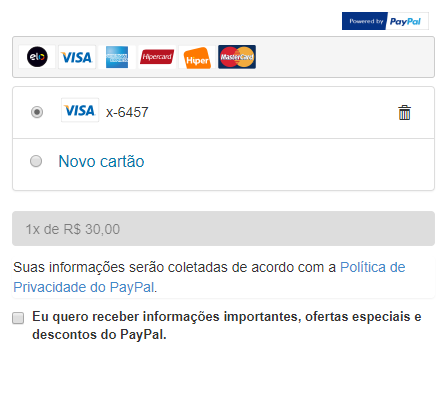 Powered by PayPal
elo VISA AMERICAN EXPRESS Hipercard Hiper MasterCard
VISA x-6457
Novo cartão
1x de R$ 30,00
Suas informações serão coletadas de acordo com a Política de
Privacidade do PayPal.
Eu quero receber informações importantes, ofertas especiais e
descontos do PayPal.